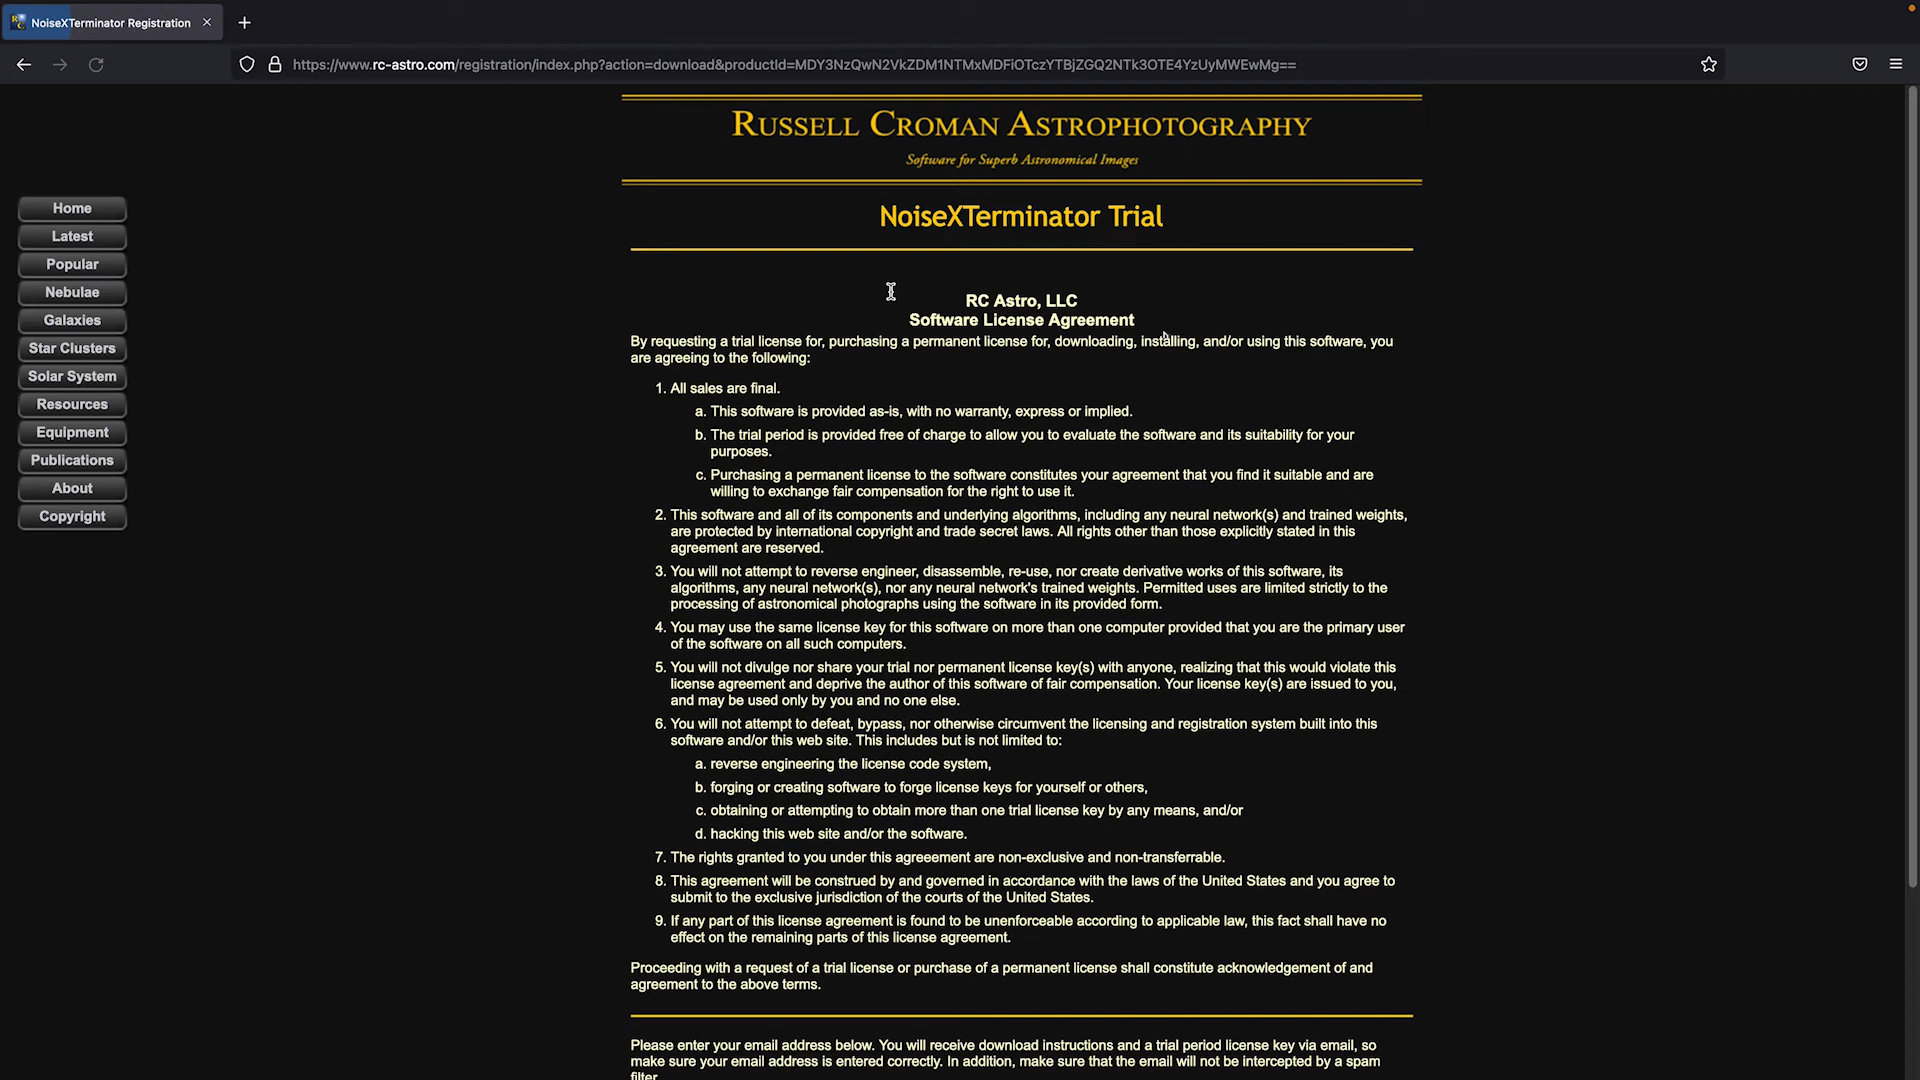 NoiseXTerminator Registration
https://www.rc-astro.com/registration/index.php?action=download&productId=MDY3NzQwN2VkZDM1NTMxMDFiOTczYTBjZGQ2NTk3OTE4YzUyMWEwMg==
RUSSELL CROMAN ASTROPHOTOGRAPHY
Software for Superb Astronomical Images
Home
Latest
Popular
Nebulae
Galaxies
Star Clusters
Solar System
Resources
Equipment
Publications
About
Copyright
NoiseXTerminator Trial
RC Astro, LLC
Software License Agreement
By requesting a trial license for, purchasing a permanent license for, downloading, installing, and/or using this software, you
are agreeing to the following:
1. All sales are final.
a. This software is provided as-is, with no warranty, express or implied.
b. The trial period is provided free of charge to allow you to evaluate the software and its suitability for your
purposes.
c. Purchasing a permanent license to the software constitutes your agreement that you find it suitable and are
willing to exchange fair compensation for the right to use it.
2. This software and all of its components and underlying algorithms, including any neural network(s) and trained weights,
are protected by international copyright and trade secret laws. All rights other than those explicitly stated in this
agreement are reserved.
3. You will not attempt to reverse engineer, disassemble, re-use, nor create derivative works of this software, its
algorithms, any neural network(s), nor any neural network's trained weights. Permitted uses are limited strictly to the
processing of astronomical photographs using the software in its provided form.
4. You may use the same license key for this software on more than one computer provided that you are the primary user
of the software on all such computers.
5. You will not divulge nor share your trial nor permanent license key(s) with anyone, realizing that this would violate this
license agreement and deprive the author of this software of fair compensation. Your license key(s) are issued to you,
and may be used only by you and no one else.
6. You will not attempt to defeat, bypass, nor otherwise circumvent the licensing and registration system built into this
software and/or this web site. This includes but is not limited to:
a. reverse engineering the license code system,
b. forging or creating software to forge license keys for yourself or others,
c. obtaining or attempting to obtain more than one trial license key by any means, and/or
d. hacking this web site and/or the software.
7. The rights granted to you under this agreeement are non-exclusive and non-transferrable.
8. This agreement will be construed by and governed in accordance with the laws of the United States and you agree to
submit to the exclusive jurisdiction of the courts of the United States.
9. If any part of this license agreement is found to be unenforceable according to applicable law, this fact shall have no
effect on the remaining parts of this license agreement.
Proceeding with a request of a trial license or purchase of a permanent license shall constitute acknowledgement of and
agreement to the above terms.
Please enter your email address below. You will receive download instructions and a trial period license key via email, so
make sure your email address is entered correctly. In addition, make sure that the email will not be intercepted by a spam
filter